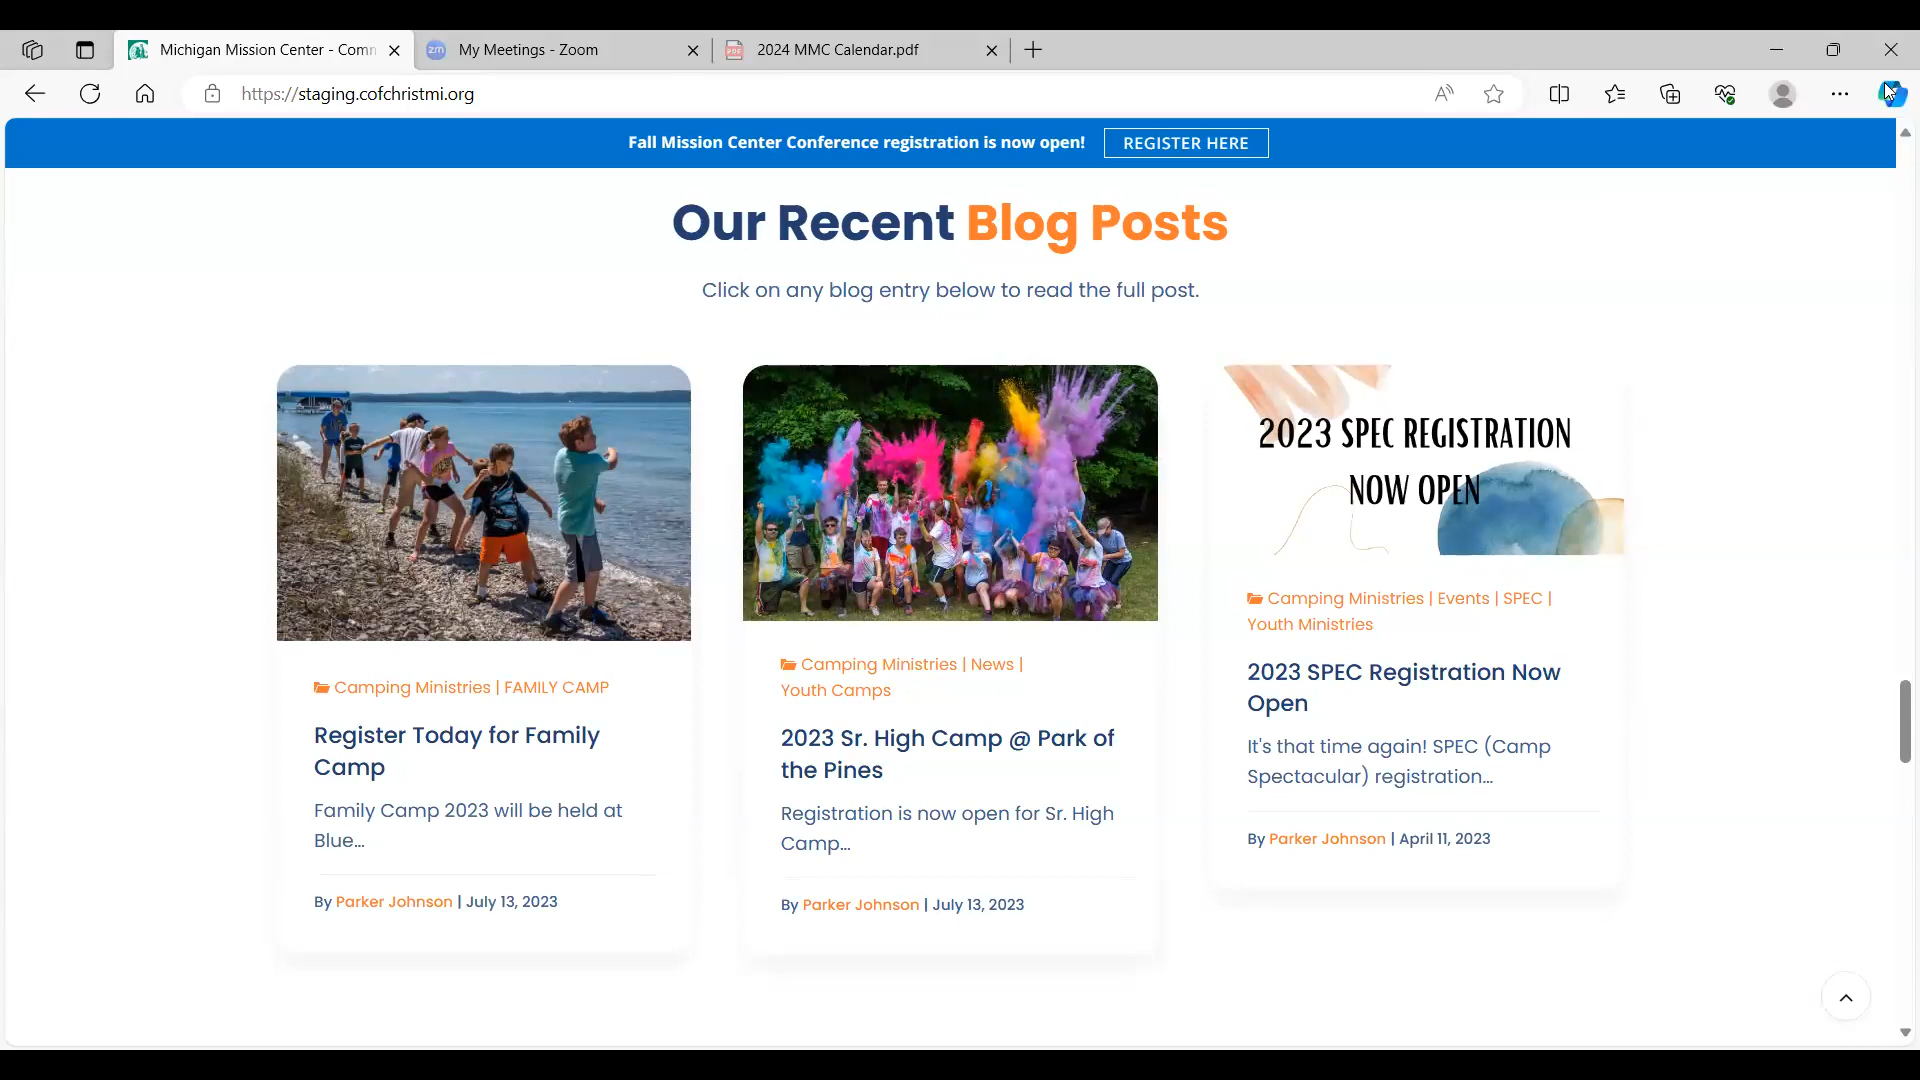 Michigan Mission Center - Comm
My Meetings - Zoom
2024 MMC Calendar.pdf
https://staging.cofchristmi.org
Fall Mission Center Conference registration is now open!
REGISTER HERE
Our Recent Blog Posts
Click on any blog entry below to read the full post.
Camping Ministries | FAMILY CAMP
Register Today for Family
Camp
Family Camp 2023 will be held at
Blue...
By Parker Johnson | July 13, 2023
Camping Ministries | News |
Youth Camps
2023 Sr. High Camp @ Park of
the Pines
Registration is now open for Sr. High
Camp...
By Parker Johnson | July 13, 2023
2023 SPEC REGISTRATION
NOW OPEN
Camping Ministries | Events | SPEC |
Youth Ministries
2023 SPEC Registration Now
Open
It's that time again! SPEC (Camp
Spectacular) registration...
By Parker Johnson | April 11, 2023